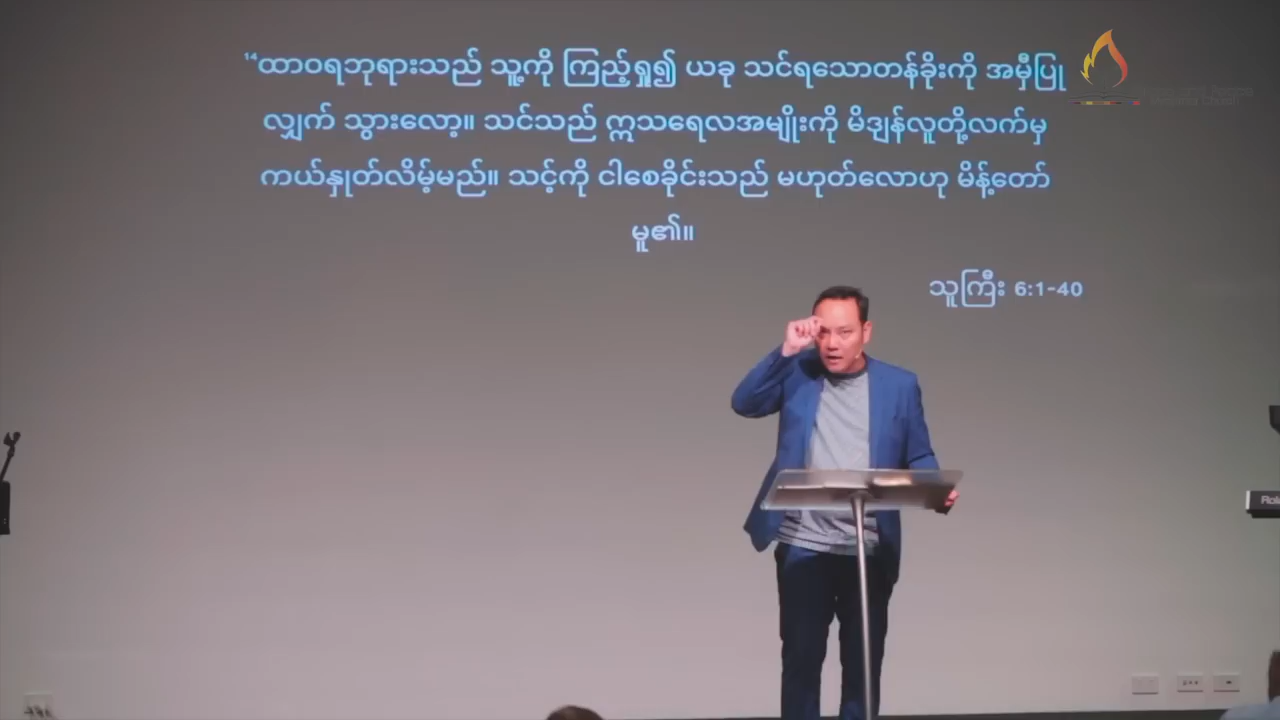 ¹⁴ထာဝရဘုရားသည် သူ့ကို ကြည့်ရှု၍ ယခု သင်ရသောတန်ခိုးကို အမှီပြု
လျှက် သွားလော့။ သင်သည် ဣသရေလအမျိုးကို မိဒျန်လူတို့လက်မှ
ကယ်နှုတ်လိမ့်မည်။ သင့်ကို ငါစေခိုင်းသည် မဟုတ်လောဟု မိန့်တော်
မူ၏။
သူကြီး 6:1-40